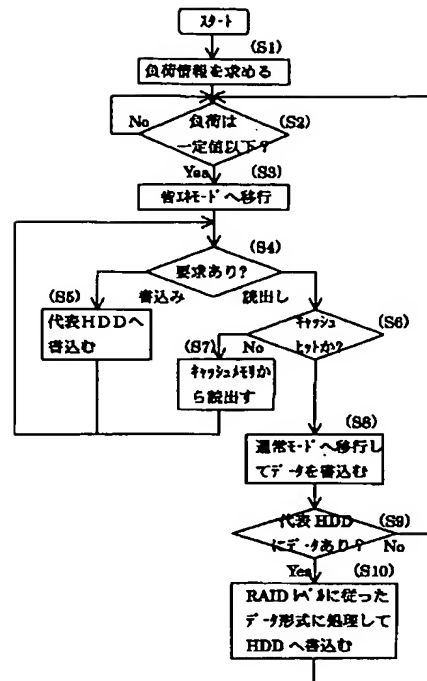 スタート
(S1)
負荷情報を求める
(S2)
No
負荷は
一定値以下?
Yes
(S3)
省エネモードへ移行
(S4)
要求あり?
(S5)
書込み
読出し
代表HDDへ
書込む
(S6)
キャッシュ
ヒットか?
(S7)
No
キャッシュメモリか
ら読出す
(S8)
通常モードへ移行し
てデータを書込む
代表HDD
(S9)
にデータあり?
No
Yes
(S10)
RAIDレベルに従った
データ形式に処理して
HDDへ書込む